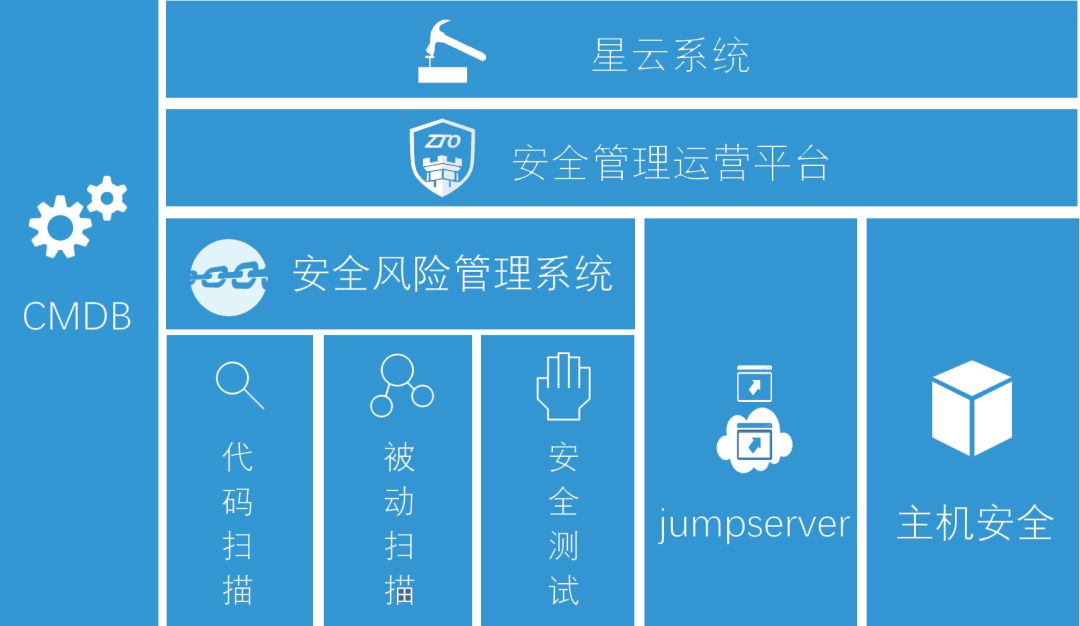 星云系统
ZTO
安全管理运营平台
CMDB
安全风险管理系统
代码扫描
被动扫描
安全测试
jumpserver
主机安全